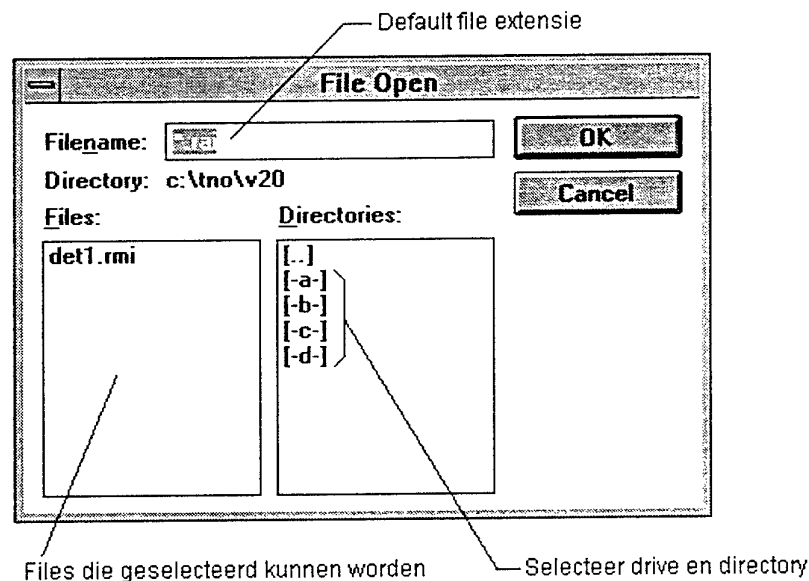 Default file extensie
File Open
Filename:
OK
Directory: c:\tno\v20
Cancel
Files:
Directories:
det1.rmi
[..]
[-a-]
[-b-]
[-c-]
[-d-]
Files die geselecteerd kunnen worden
Selecteer drive en directory